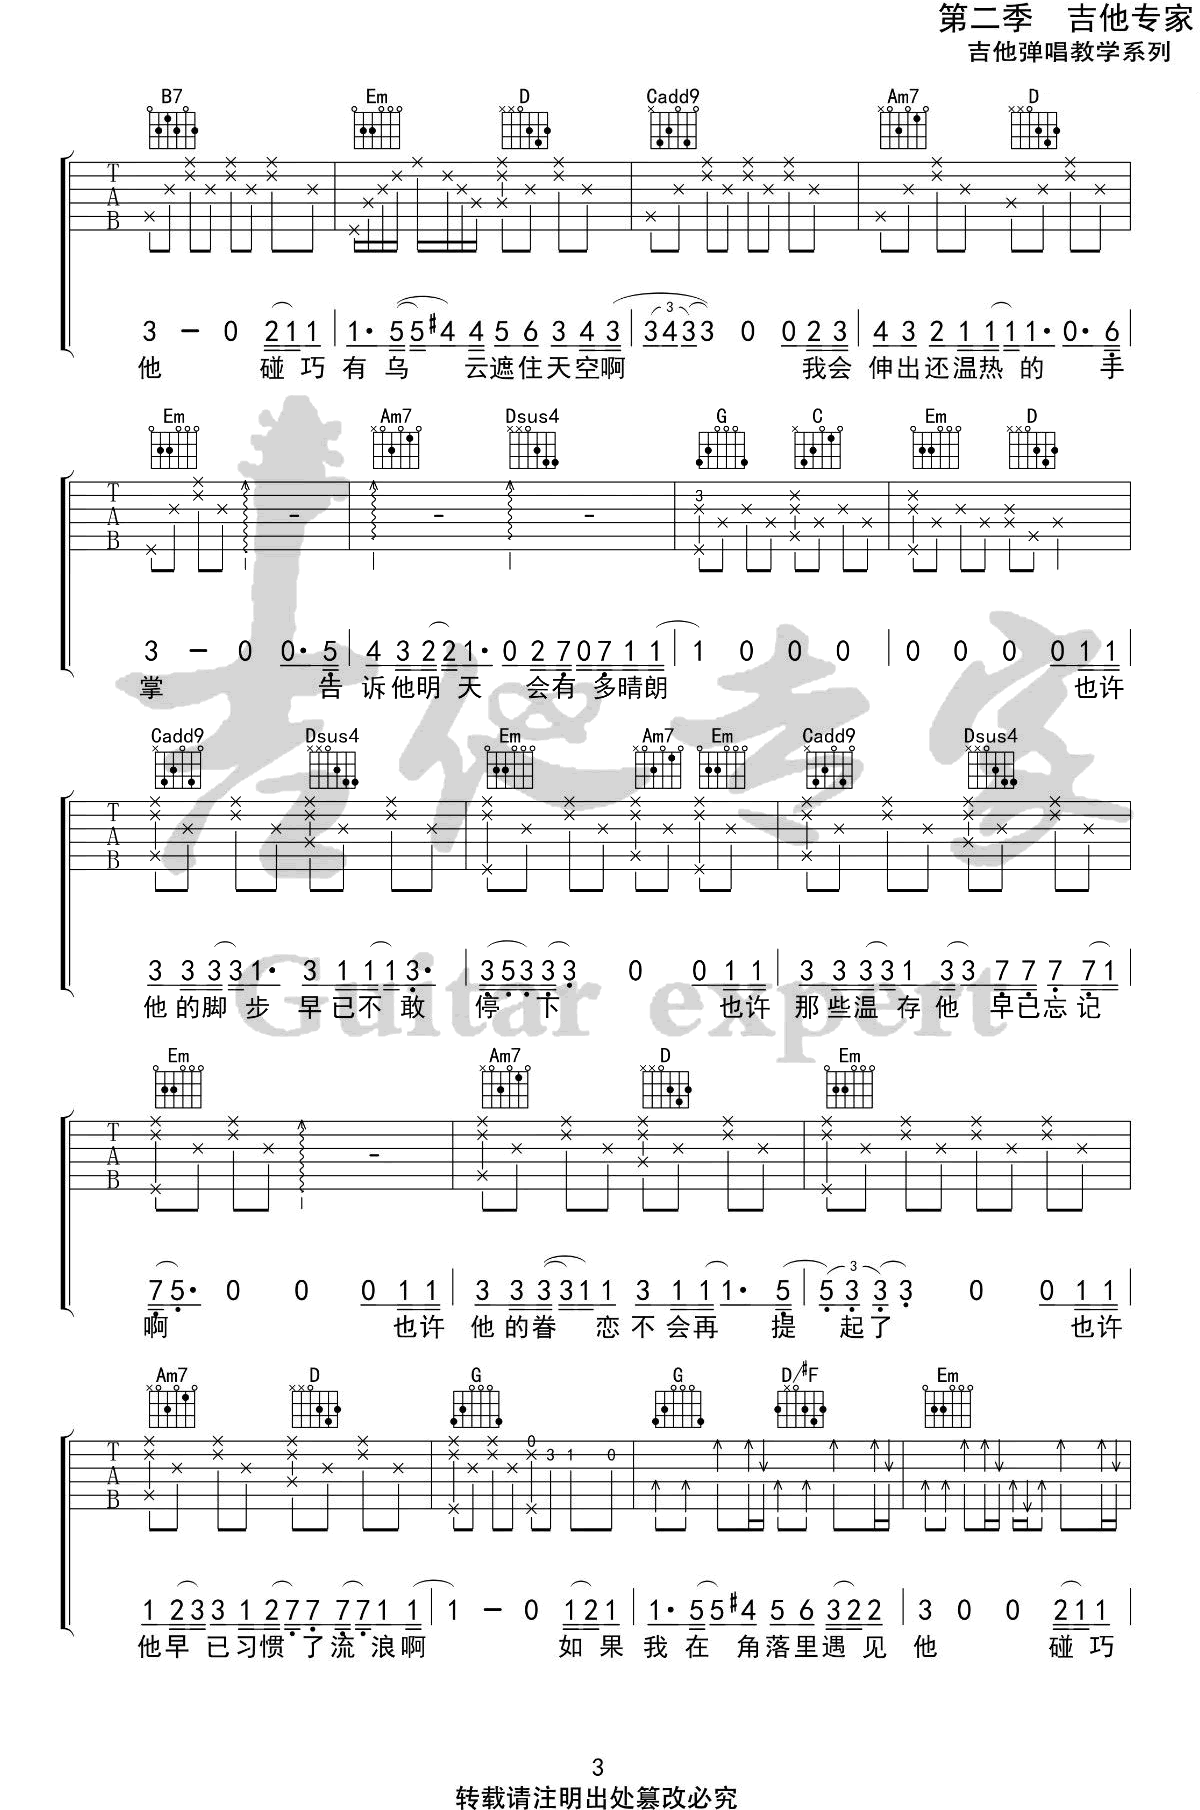 第二季　吉他专家
吉他弹唱教学系列
B7 Em D Cadd9 Am7 D
T
A
B
3 － 0 2 1 1 | 1· 5 5 #4 4 5 6 3 4 3 | 3 4 3 3 0 0 0 2 3 | 4 3 2 1 1 1 1 1· 0· 6
3
他 碰巧 有 乌 云遮住天空啊 我会 伸出还温热 的 手
Em Am7 Dsus4 G C Em D
3
T
A
B
3 － 0 0· 5 | 4 3 2 2 1· 0 2 7 0 7 1 1 | 1 0 0 0 | 0 0 0 0 1 1
掌 告 诉他明 天 会有 多晴朗 也许
Cadd9 Dsus4 Em Am7 Em Cadd9 Dsus4
T
A
B
3 3 3 3 1· 3 1 1 1 3· | 3 5 3 3 3 0 0 1 1 | 3 3 3 3 1 3 3 7 7 7 7 1
他的脚 步 早已不 敢 停 下 也许 那些温 存 他 早已忘 记
Guitar expert
Em Am7 D Em
T
A
B
7 5· 0 0 0 1 1 | 3 3 3 3 1 1 3 1 1 1· 5 | 5 3 3 3 0 0 1 1
3
啊 也许 他 的眷 恋 不 会再 提 起了 也许
Am7 D G G D/#F Em
0 3 1 0
T
A
B
1 2 3 3 1 2 7 7 7 7 1 1 | 1 － 0 1 2 1 | 1· 5 5 #4 5 6 3 2 2 | 3 0 0 2 1 1
他早 已习惯 了流 浪啊 如 果 我 在 角落里遇 见 他 碰 巧
3
转载请注明出处篡改必究